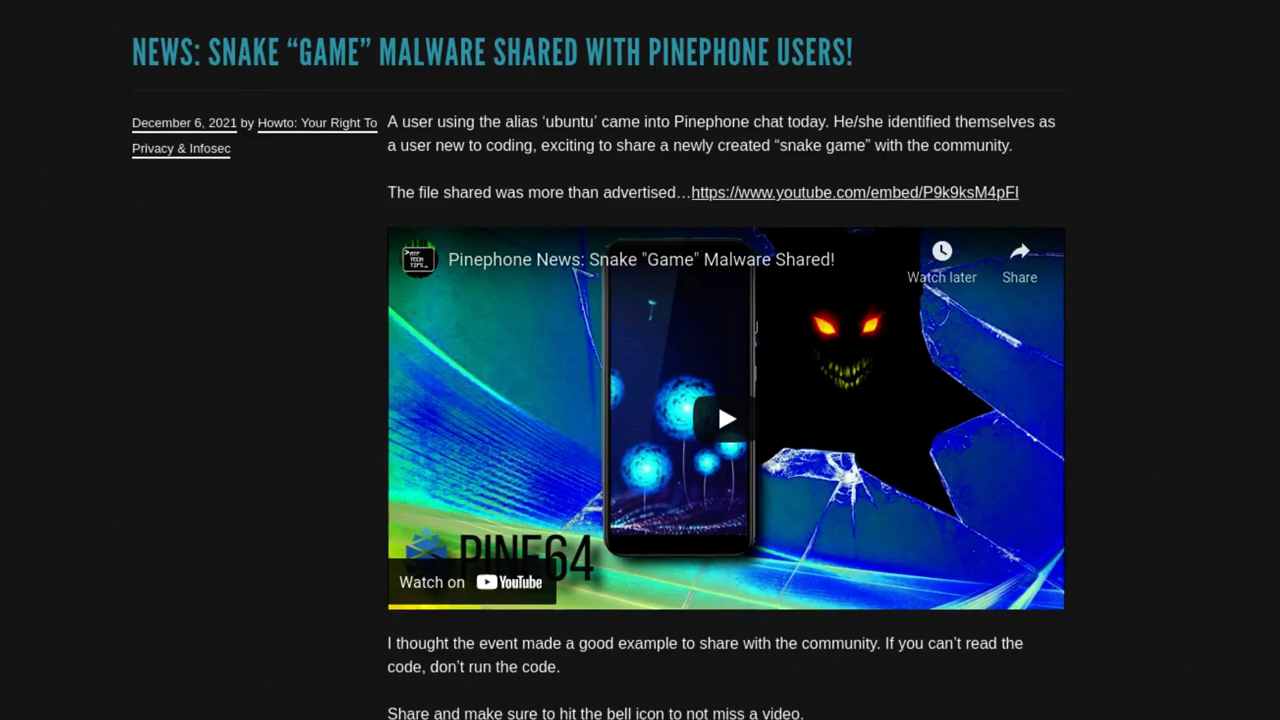 NEWS: SNAKE “GAME” MALWARE SHARED WITH PINEPHONE USERS!
December 6, 2021 by Howto: Your Right To
Privacy & Infosec
A user using the alias ‘ubuntu’ came into Pinephone chat today. He/she identified themselves as
a user new to coding, exciting to share a newly created “snake game” with the community.
The file shared was more than advertised…https://www.youtube.com/embed/P9k9ksM4pFI
Pinephone News: Snake "Game" Malware Shared!
Watch later
Share
PINE64
Watch on YouTube
I thought the event made a good example to share with the community. If you can’t read the
code, don’t run the code.
Share and make sure to hit the bell icon to not miss a video.